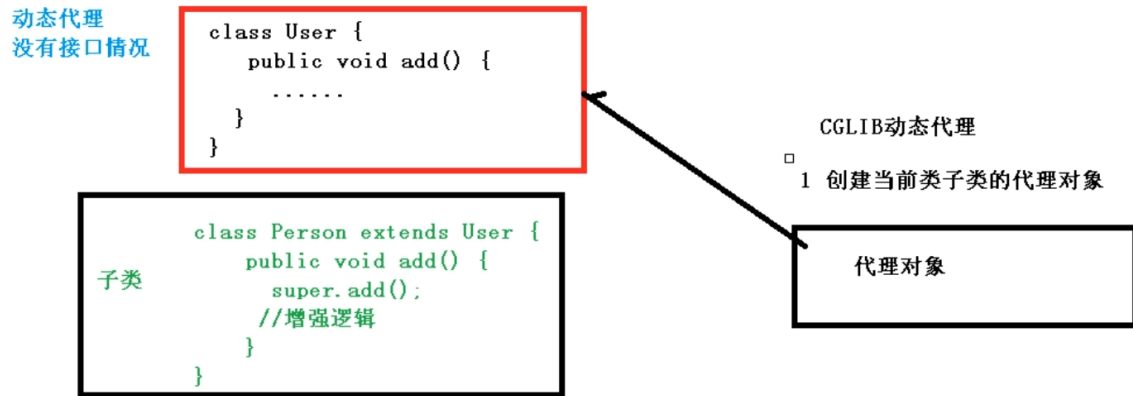 动态代理
没有接口情况
class User {
public void add() {
......
}
}
CGLIB动态代理
1 创建当前类子类的代理对象
代理对象
子类
class Person extends User {
public void add() {
super.add();
//增强逻辑
}
}